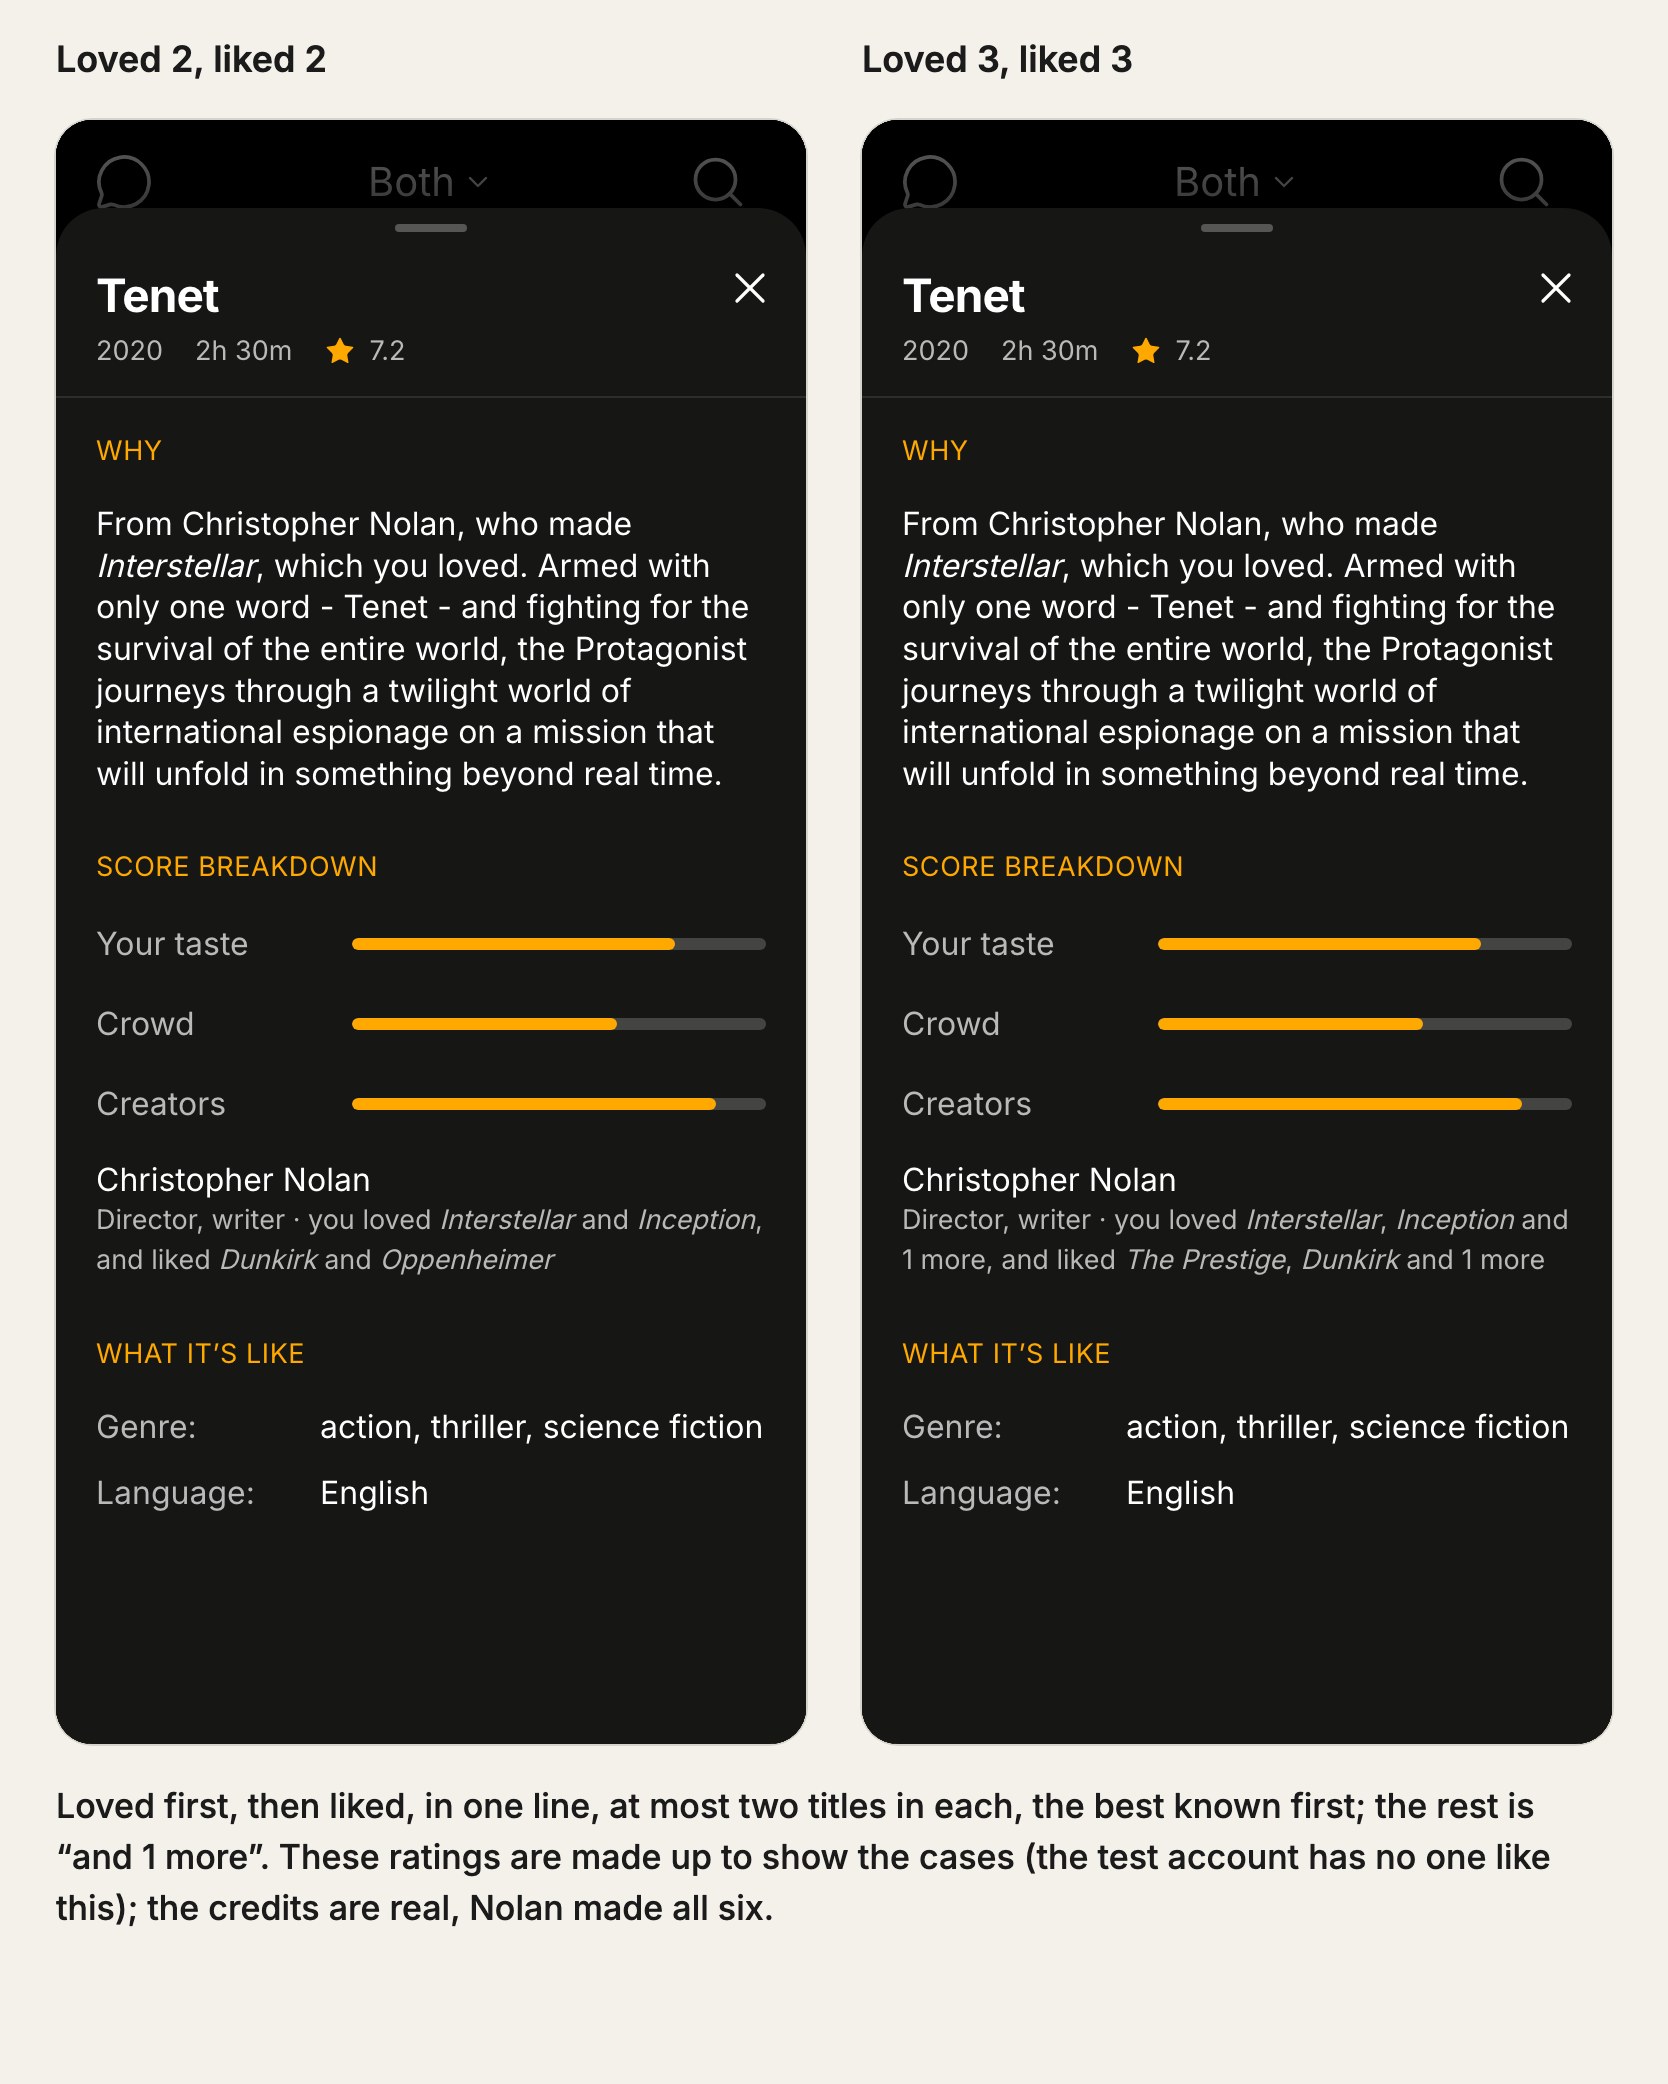 Loved 2, liked 2
Both
Tenet
2020 2h 30m 7.2
WHY
From Christopher Nolan, who made
Interstellar, which you loved. Armed with
only one word - Tenet - and fighting for the
survival of the entire world, the Protagonist
journeys through a twilight world of
international espionage on a mission that
will unfold in something beyond real time.
SCORE BREAKDOWN
Your taste
Crowd
Creators
Christopher Nolan
Director, writer · you loved Interstellar and Inception,
and liked Dunkirk and Oppenheimer
WHAT IT’S LIKE
Genre: action, thriller, science fiction
Language: English
Loved 3, liked 3
Both
Tenet
2020 2h 30m 7.2
WHY
From Christopher Nolan, who made
Interstellar, which you loved. Armed with
only one word - Tenet - and fighting for the
survival of the entire world, the Protagonist
journeys through a twilight world of
international espionage on a mission that
will unfold in something beyond real time.
SCORE BREAKDOWN
Your taste
Crowd
Creators
Christopher Nolan
Director, writer · you loved Interstellar, Inception and
1 more, and liked The Prestige, Dunkirk and 1 more
WHAT IT’S LIKE
Genre: action, thriller, science fiction
Language: English
Loved first, then liked, in one line, at most two titles in each, the best known first; the rest is
“and 1 more”. These ratings are made up to show the cases (the test account has no one like
this); the credits are real, Nolan made all six.